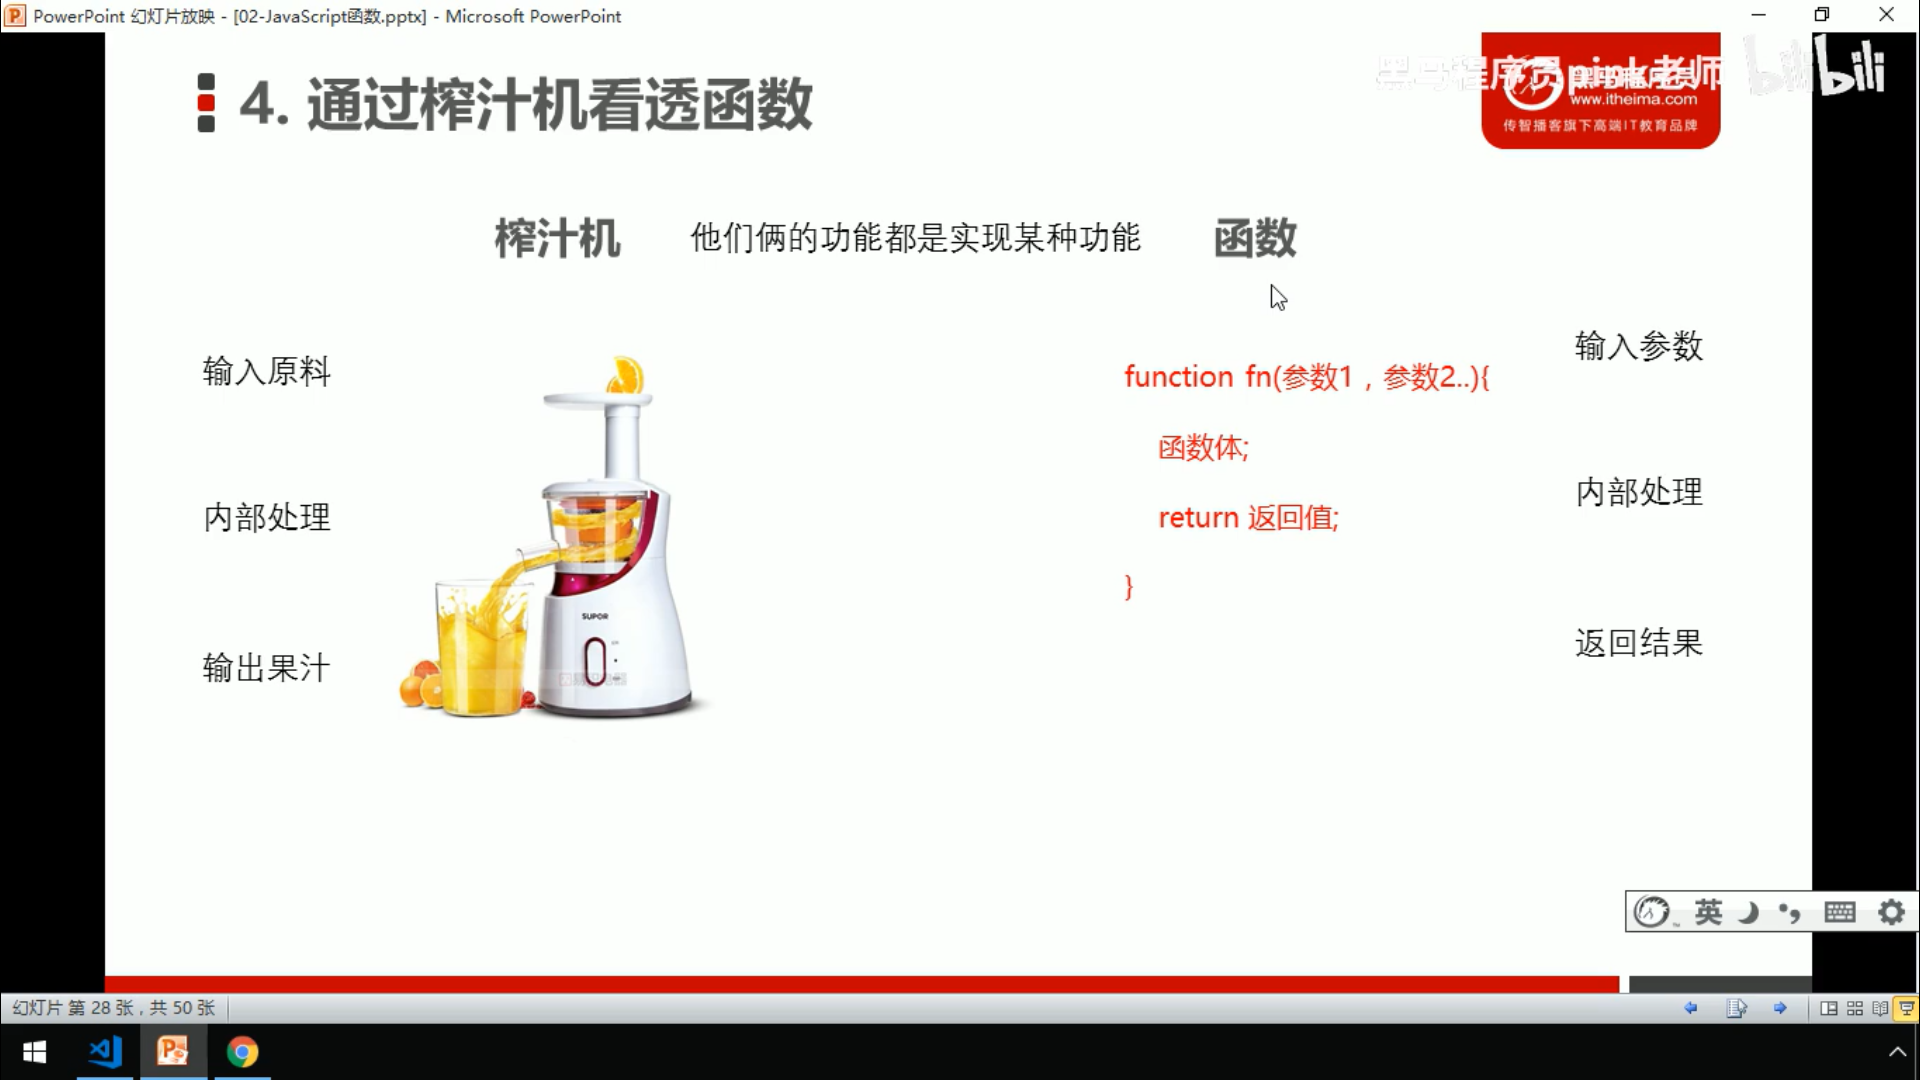 PowerPoint 幻灯片放映 - [02-JavaScript函数.pptx] - Microsoft PowerPoint
黑马程序员pink老师
bilibili
www.itheima.com
传智播客旗下高端IT教育品牌
4. 通过榨汁机看透函数
榨汁机
他们俩的功能都是实现某种功能
函数
输入原料
内部处理
输出果汁
SUPOR
function fn(参数1，参数2..){
函数体;
return 返回值;
}
输入参数
内部处理
返回结果
英
幻灯片 第 28 张，共 50 张